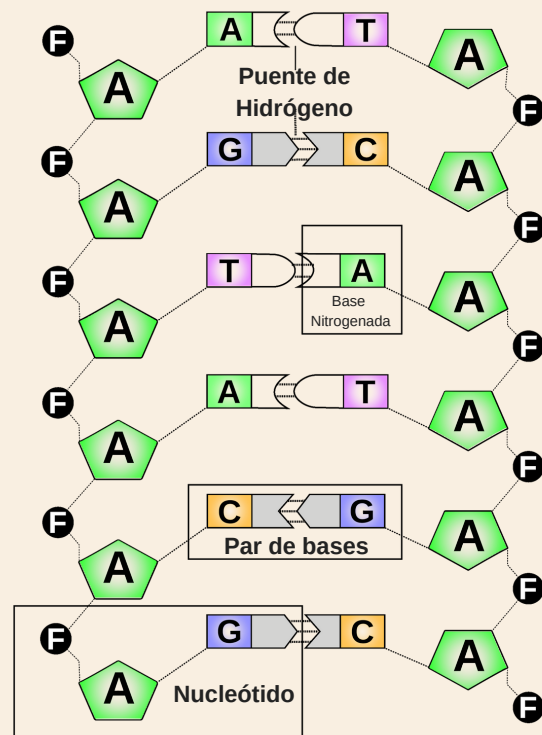 F A A T A
Puente de
Hidrógeno
F
F A G C A
F
F A T A A
Base
Nitrogenada
F
F A A T A
F
F A C G A
Par de bases
F
F A G C A
Nucleótido
F